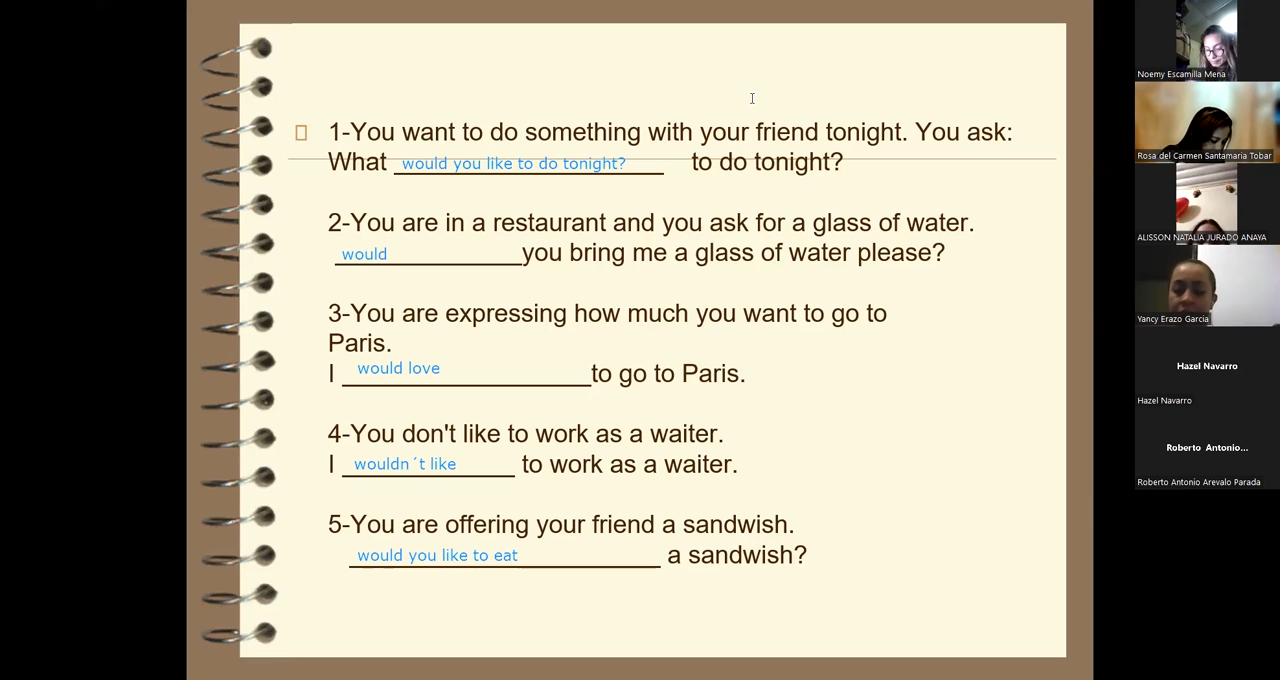 1-You want to do something with your friend tonight. You ask:
What would you like to do tonight? to do tonight?
2-You are in a restaurant and you ask for a glass of water.
would you bring me a glass of water please?
3-You are expressing how much you want to go to
Paris.
I would love to go to Paris.
4-You don't like to work as a waiter.
I wouldn´t like to work as a waiter.
5-You are offering your friend a sandwish.
would you like to eat a sandwish?
Noemy Escamilla Mena
Rosa del Carmen Santamaria Tobar
ALISSON NATALIA JURADO ANAYA
Yancy Erazo Garcia
Hazel Navarro
Hazel Navarro
Roberto Antonio...
Roberto Antonio Arevalo Parada